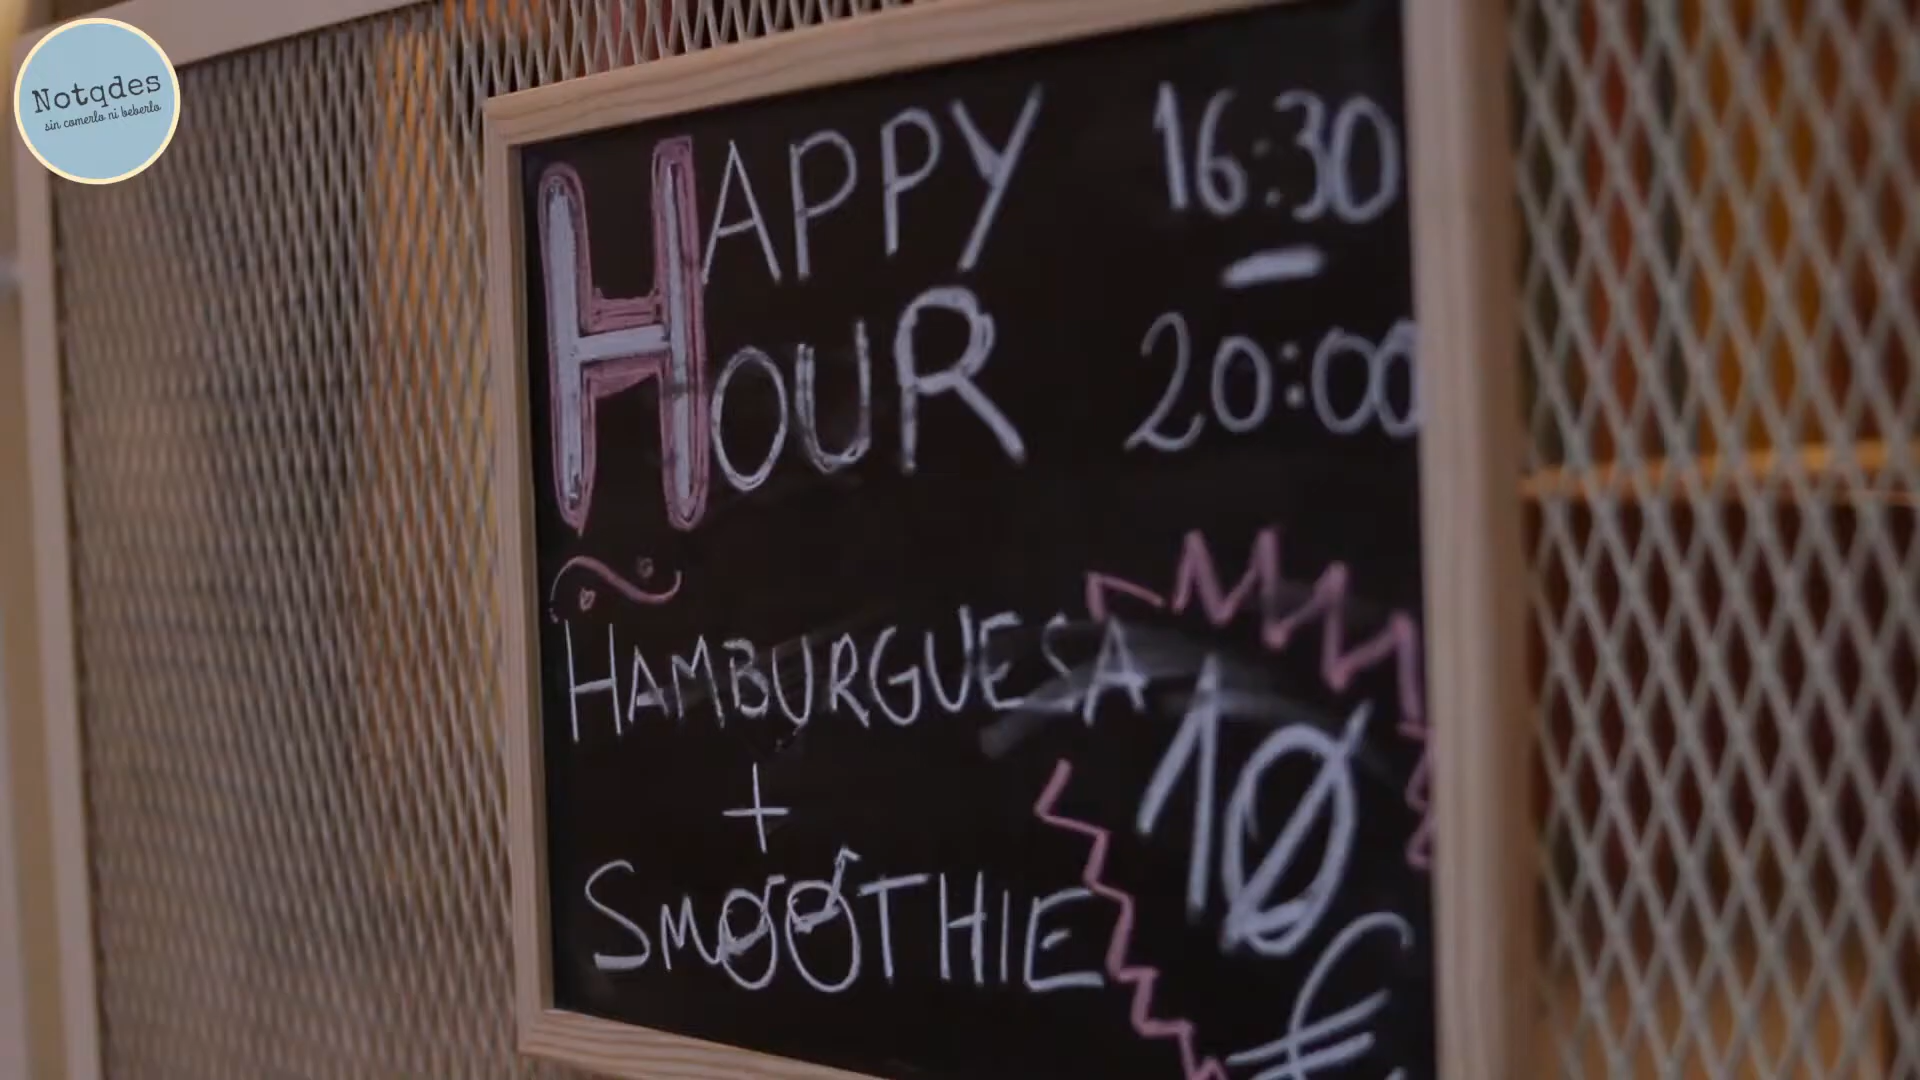 Notqdes
sin comerlo ni beberlo
HAPPY
HOUR
16:30
-
20:00
HAMBURGUESA
+
SMOOTHIE
10
€